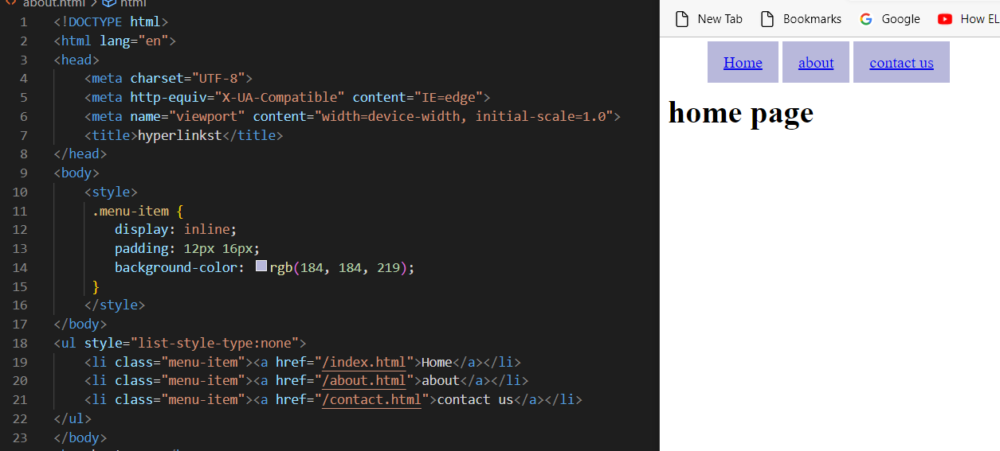 about.html > html
1 <!DOCTYPE html>
2 <html lang="en">
3 <head>
4 <meta charset="UTF-8">
5 <meta http-equiv="X-UA-Compatible" content="IE=edge">
6 <meta name="viewport" content="width=device-width, initial-scale=1.0">
7 <title>hyperlinkst</title>
8 </head>
9 <body>
10 <style>
11 .menu-item {
12 display: inline;
13 padding: 12px 16px;
14 background-color: rgb(184, 184, 219);
15 }
16 </style>
17 </body>
18 <ul style="list-style-type:none">
19 <li class="menu-item"><a href="/index.html">Home</a></li>
20 <li class="menu-item"><a href="/about.html">about</a></li>
21 <li class="menu-item"><a href="/contact.html">contact us</a></li>
22 </ul>
23 </body>
New Tab Bookmarks Google How EL
Home about contact us
home page